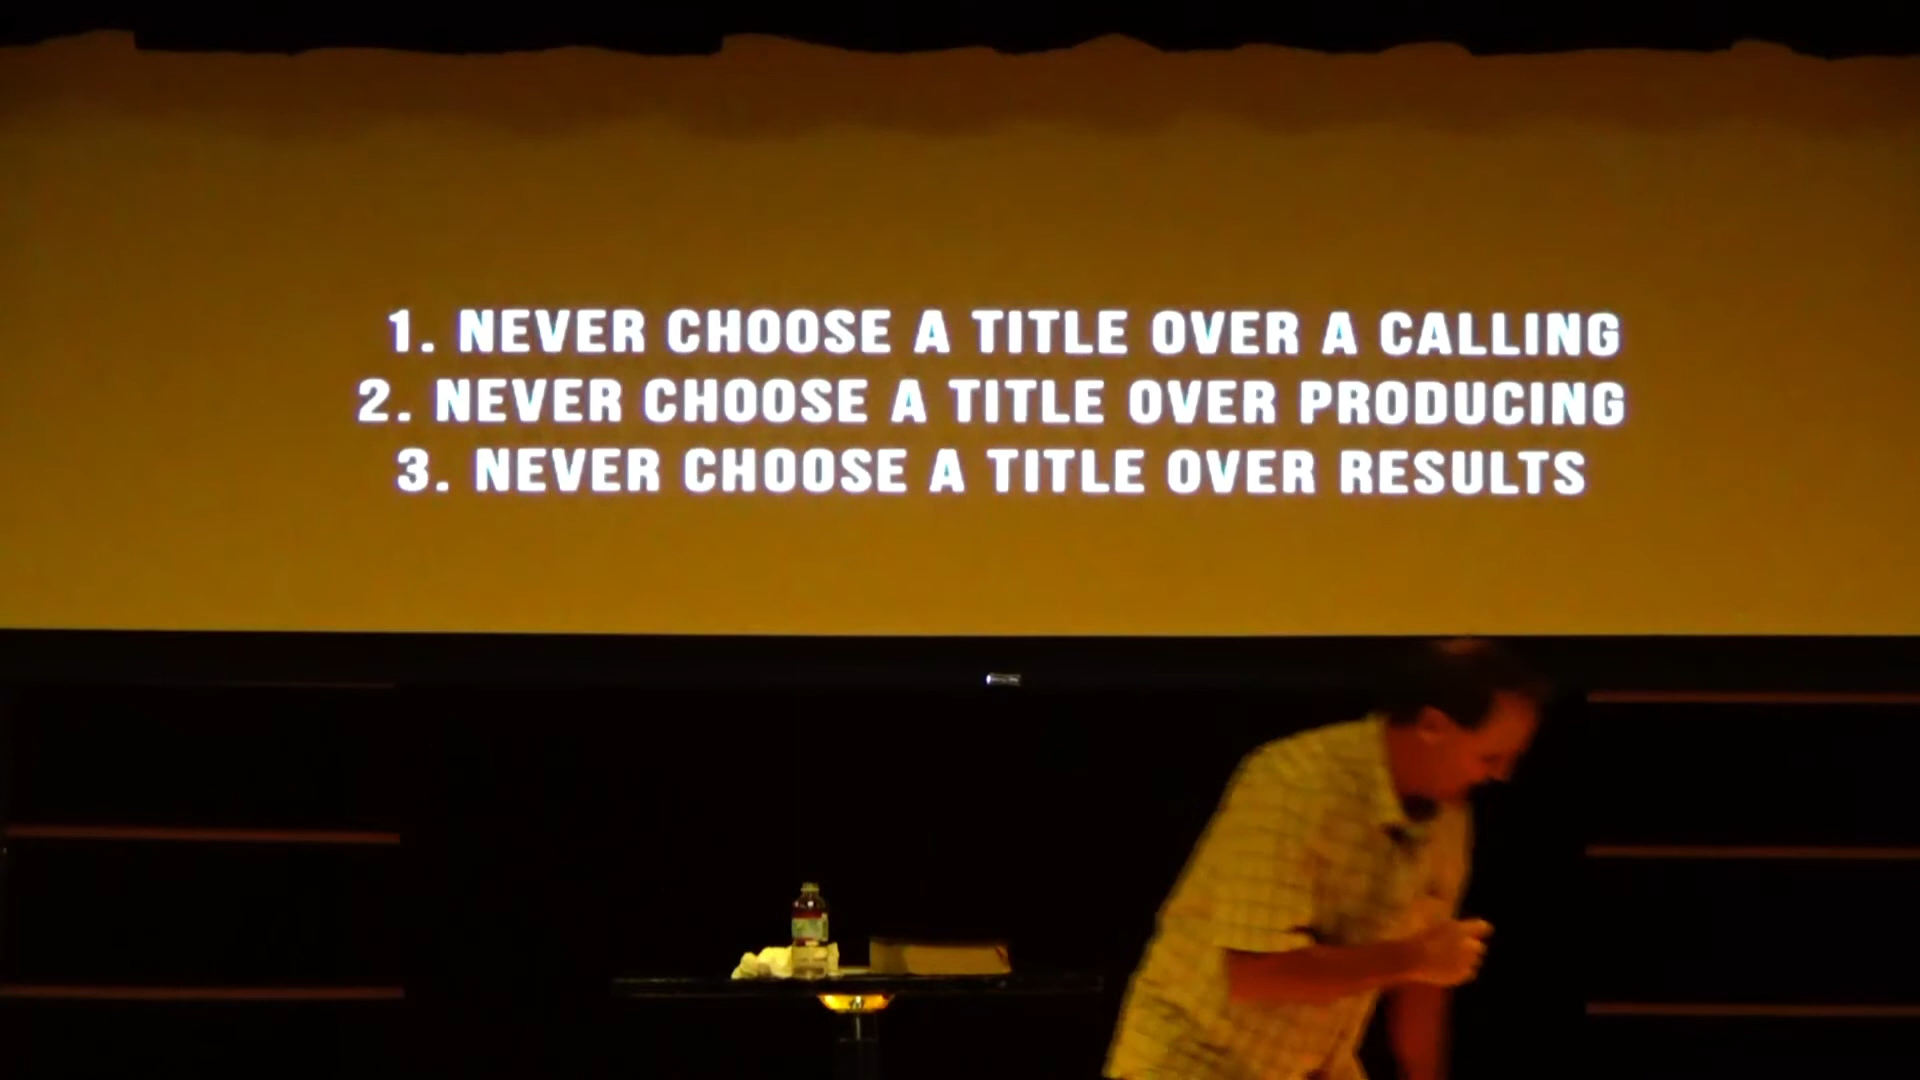 1. NEVER CHOOSE A TITLE OVER A CALLING
2. NEVER CHOOSE A TITLE OVER PRODUCING
3. NEVER CHOOSE A TITLE OVER RESULTS